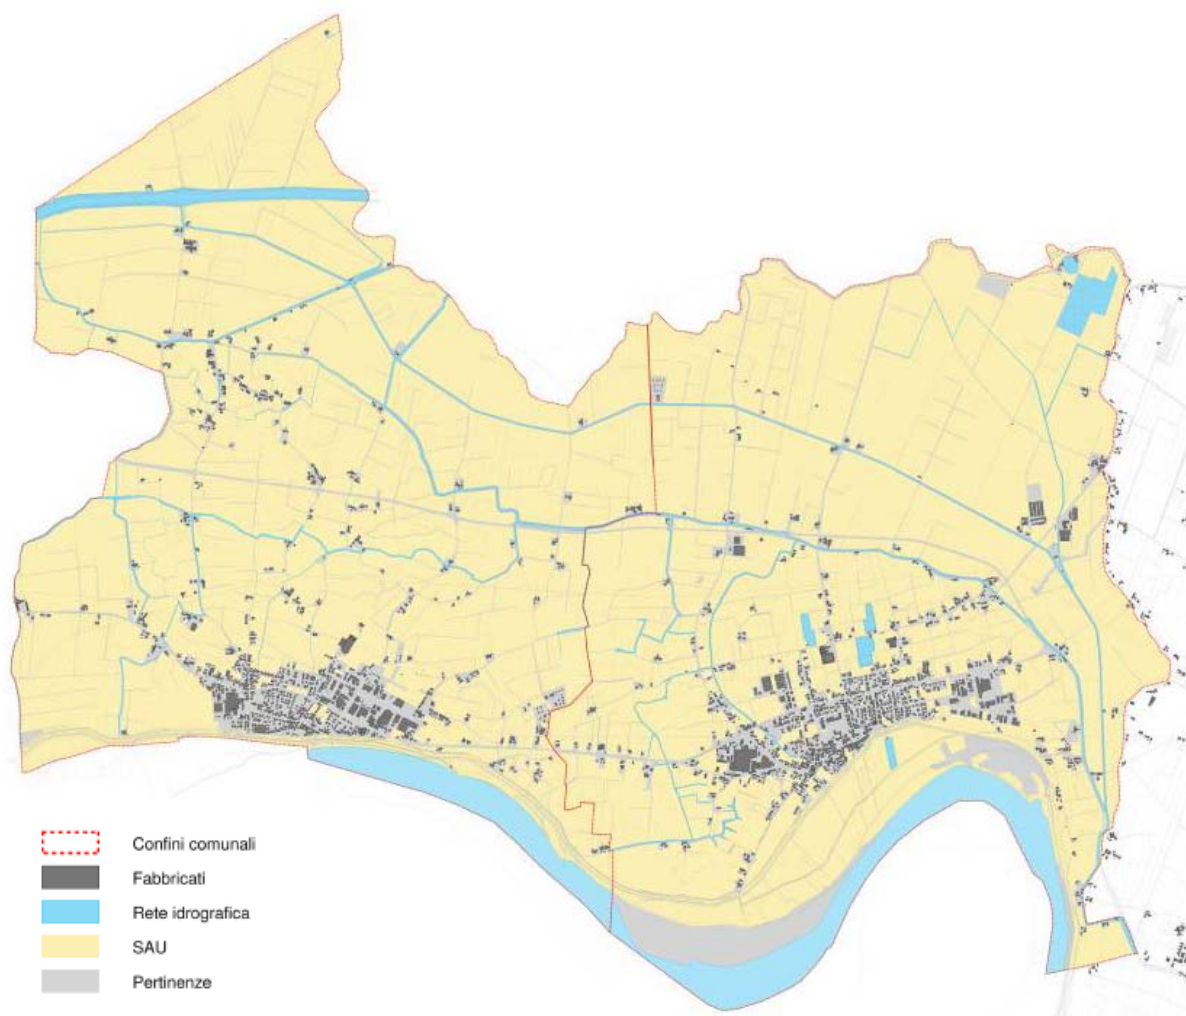 Confini comunali
Fabbricati
Rete idrografica
SAU
Pertinenze